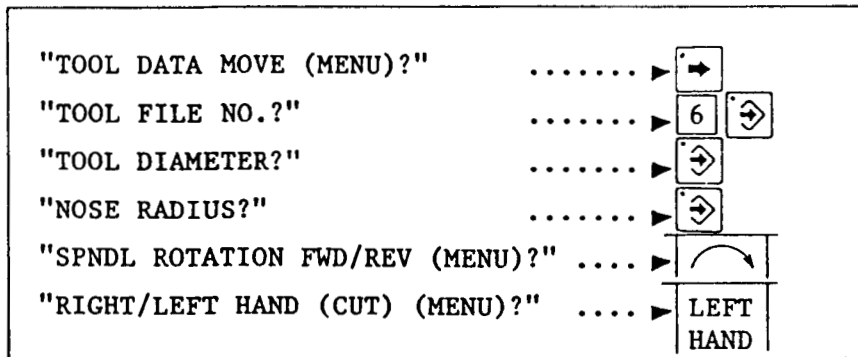 "TOOL DATA MOVE (MENU)?" ....... ► ➡
"TOOL FILE NO.?" ....... ► 6
"TOOL DIAMETER?" ....... ►
"NOSE RADIUS?" ....... ►
"SPNDL ROTATION FWD/REV (MENU)?" .... ►
"RIGHT/LEFT HAND (CUT) (MENU)?" .... ► LEFT
HAND